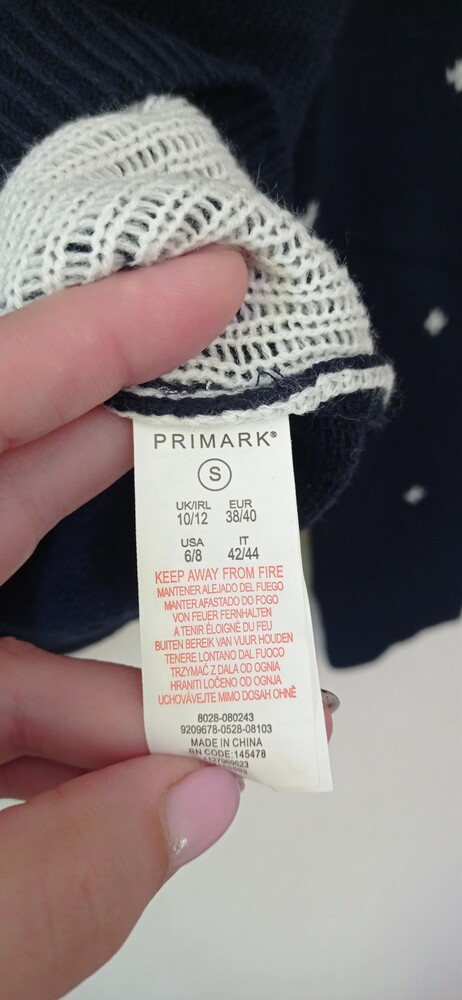 PRIMARK®
S
UK/IRL EUR
10/12 38/40
USA IT
6/8 42/44
KEEP AWAY FROM FIRE
MANTENER ALEJADO DEL FUEGO
MANTER AFASTADO DO FOGO
VON FEUER FERNHALTEN
A TENIR ÉLOIGNÉ DU FEU
BUITEN BEREIK VAN VUUR HOUDEN
TENERE LONTANO DAL FUOCO
TRZYMAĆ Z DALA OD OGNIA
HRANITI LOČENO OD OGNJA
UCHOVÁVEJTE MIMO DOSAH OHNĚ
8028-080243
9209678-0528-08103
MADE IN CHINA
RN CODE: 145478